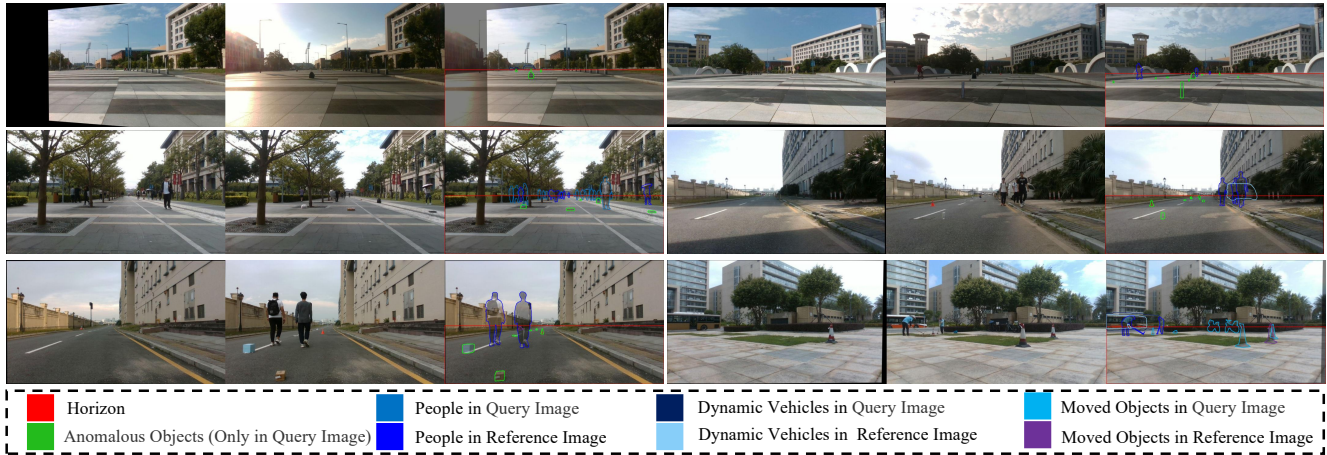 Horizon
People in Query Image
Dynamic Vehicles in Query Image
Moved Objects in Query Image
Anomalous Objects (Only in Query Image)
People in Reference Image
Dynamic Vehicles in Reference Image
Moved Objects in Reference Image